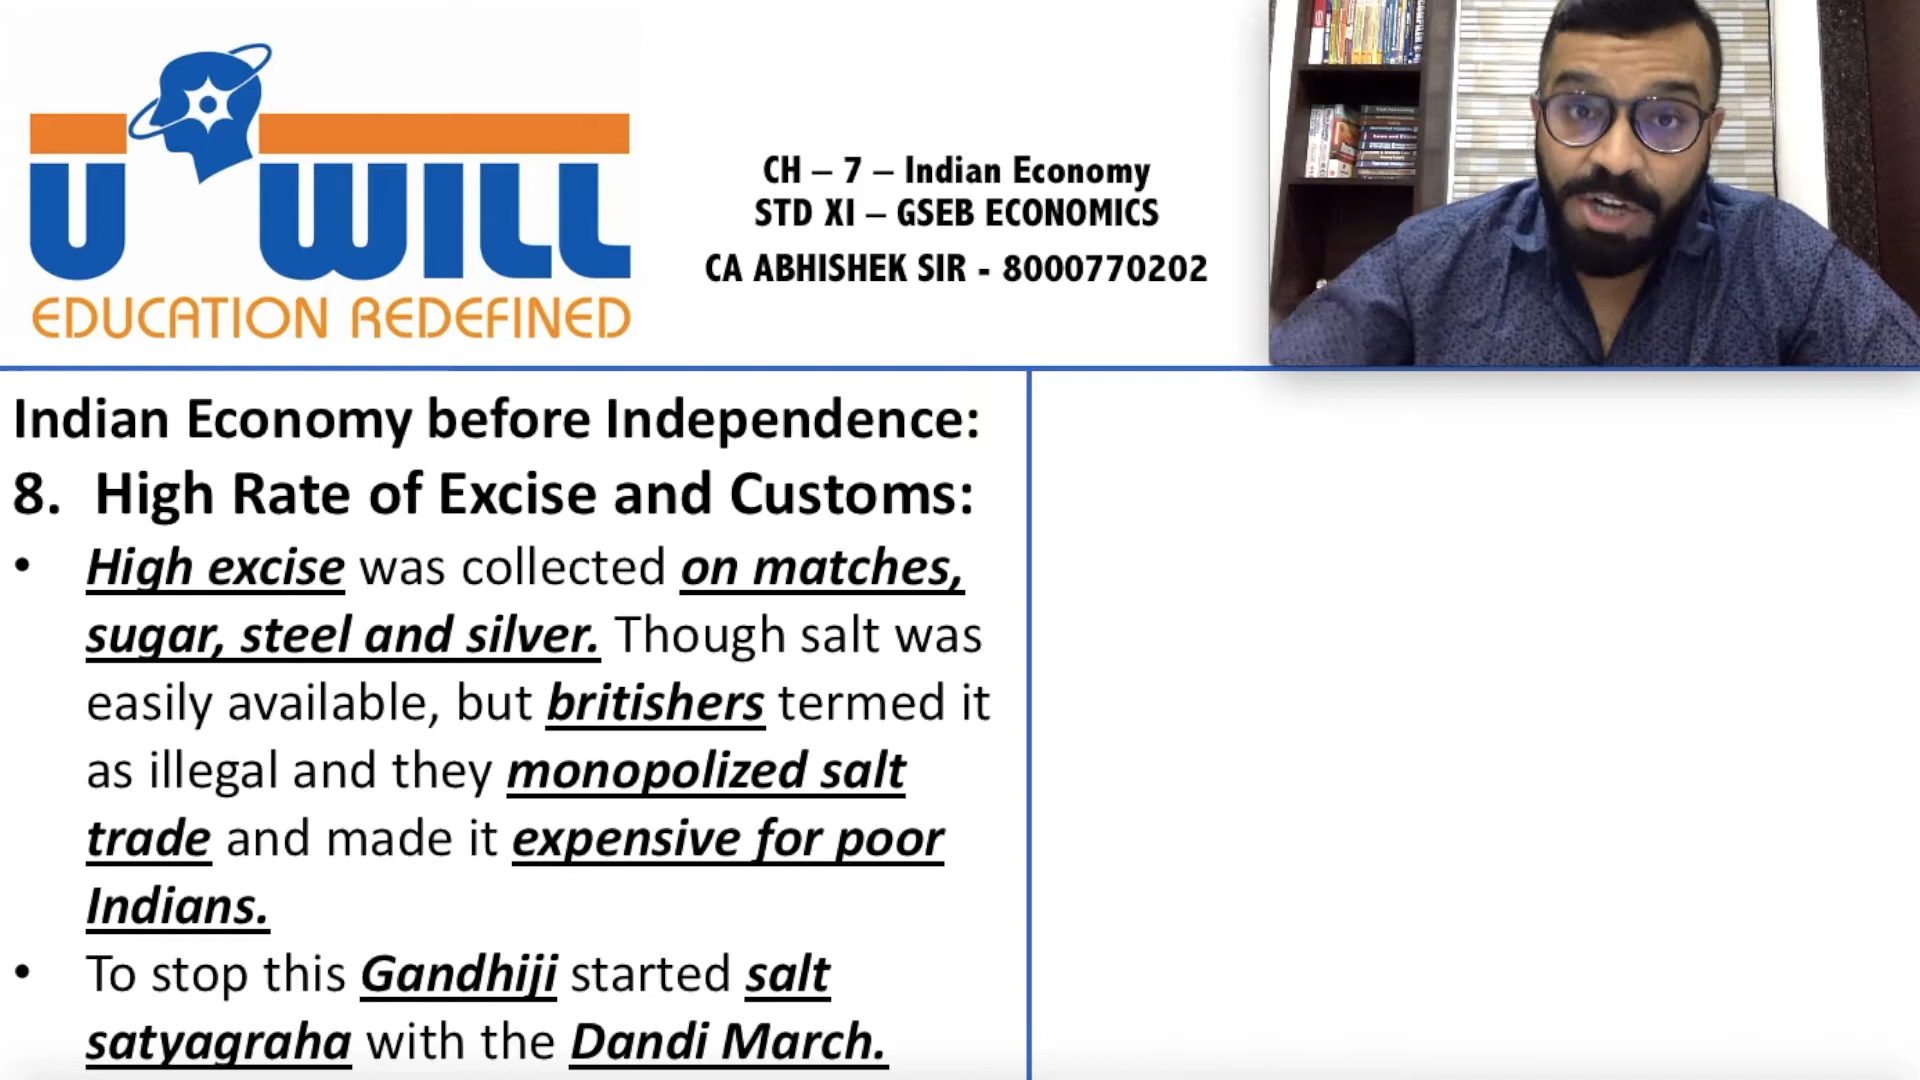 U WILL
EDUCATION REDEFINED
CH – 7 – Indian Economy
STD XI – GSEB ECONOMICS
CA ABHISHEK SIR - 8000770202
Indian Economy before Independence:
8. High Rate of Excise and Customs:
• High excise was collected on matches,
sugar, steel and silver. Though salt was
easily available, but britishers termed it
as illegal and they monopolized salt
trade and made it expensive for poor
Indians.
• To stop this Gandhiji started salt
satyagraha with the Dandi March.